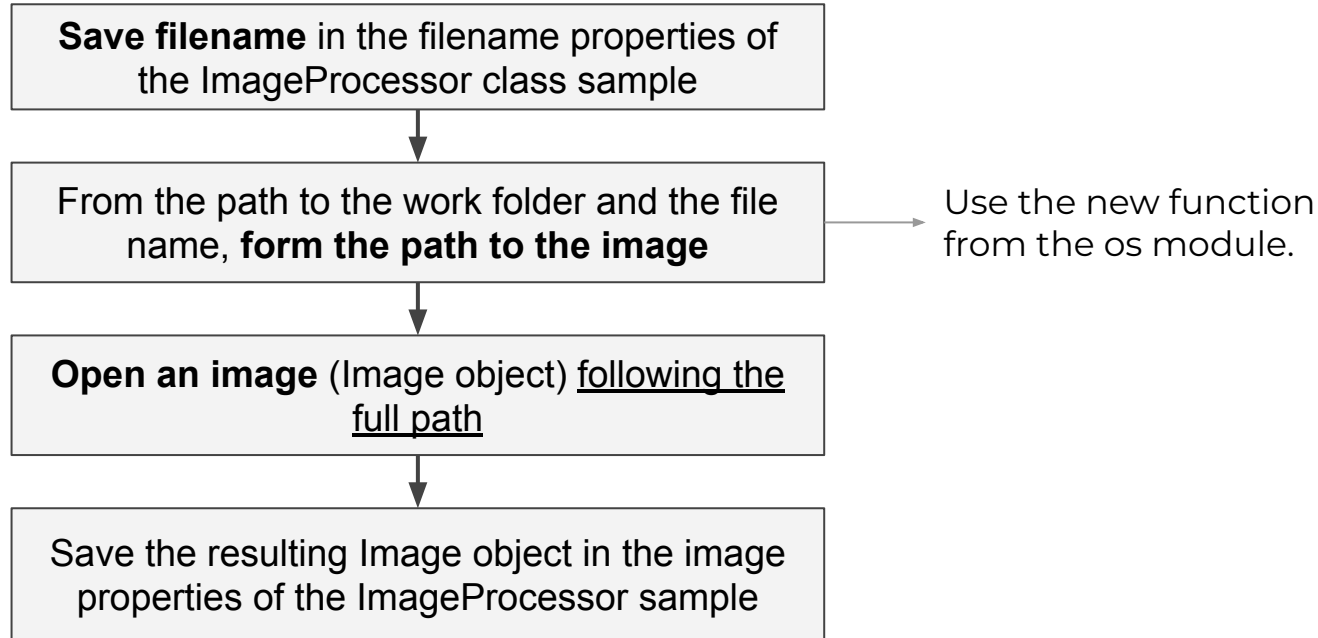 Save filename in the filename properties of
the ImageProcessor class sample
From the path to the work folder and the file
name, form the path to the image
Use the new function
from the os module.
Open an image (Image object) following the
full path
Save the resulting Image object in the image
properties of the ImageProcessor sample